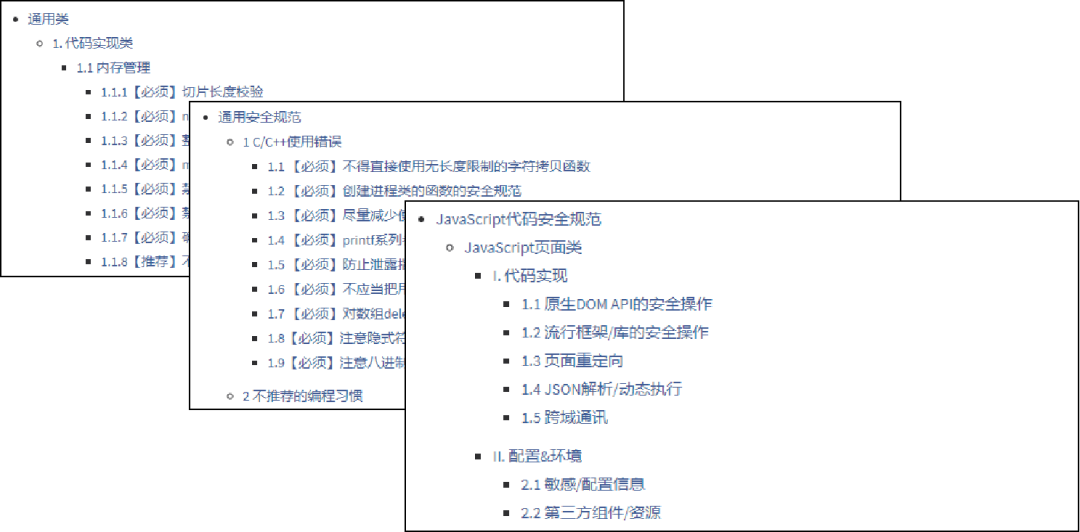 通用类
1. 代码实现类
1.1 内存管理
1.1.1【必须】切片长度校验
1.1.2【必须】n
1.1.3【必须】
1.1.4【必须】m
1.1.5【必须】
1.1.6【必须】
1.1.7【必须】
1.1.8【推荐】不
通用安全规范
1 C/C++使用错误
1.1 【必须】不得直接使用无长度限制的字符拷贝函数
1.2 【必须】创建进程类的函数的安全规范
1.3 【必须】尽量减少使
1.4 【必须】printf系列
1.5 【必须】防止泄露
1.6 【必须】不应当把用
1.7 【必须】对数组dele
1.8【必须】注意隐式符
1.9【必须】注意八进制
2 不推荐的编程习惯
JavaScript代码安全规范
JavaScript页面类
I. 代码实现
1.1 原生DOM API的安全操作
1.2 流行框架/库的安全操作
1.3 页面重定向
1.4 JSON解析/动态执行
1.5 跨域通讯
II. 配置&环境
2.1 敏感/配置信息
2.2 第三方组件/资源